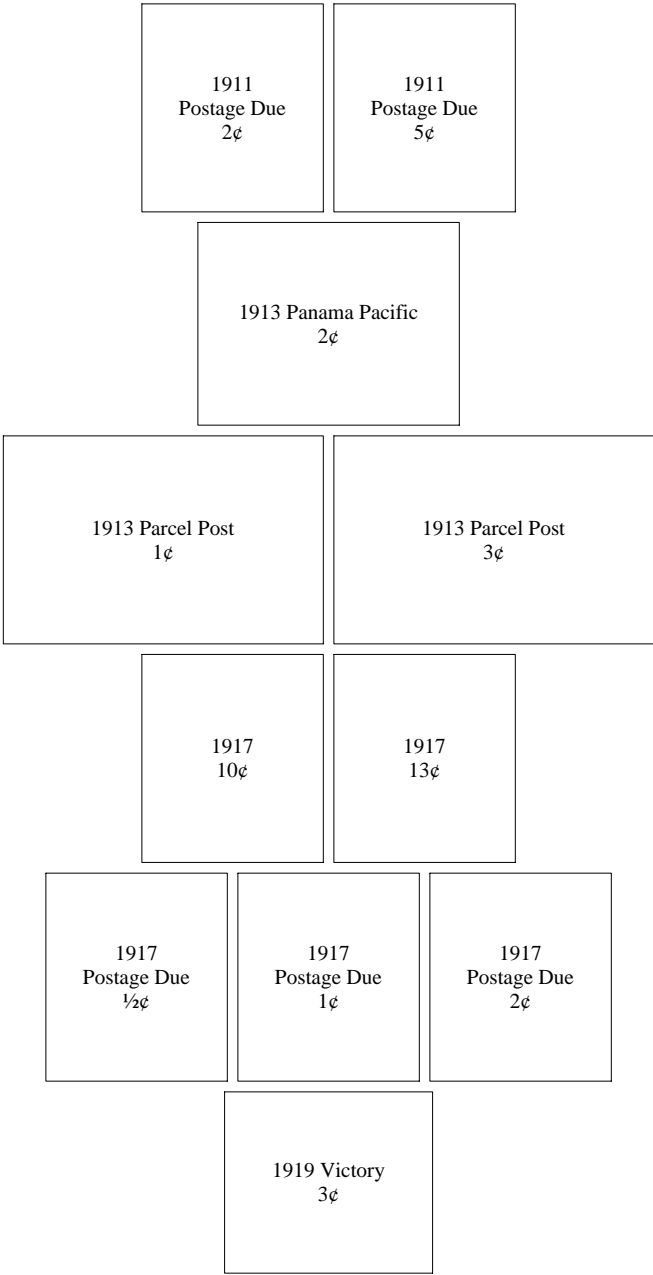 1911
Postage Due
2¢
1911
Postage Due
5¢
1913 Panama Pacific
2¢
1913 Parcel Post
1¢
1913 Parcel Post
3¢
1917
10¢
1917
13¢
1917
Postage Due
½¢
1917
Postage Due
1¢
1917
Postage Due
2¢
1919 Victory
3¢